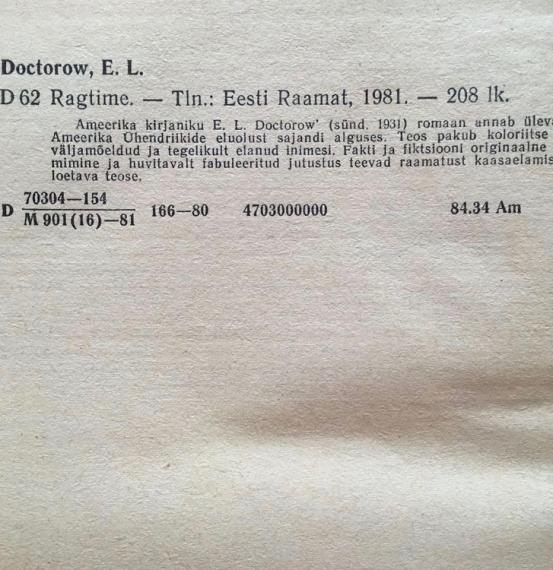 Doctorow, E. L.
D 62 Ragtime. — Tln.: Eesti Raamat, 1981. — 208 lk.
Ameerika kirjaniku E. L. Doctorow' (sünd. 1931) romaan annab üleva
Ameerika Ühendriikide eluolust sajandi alguses. Teos pakub koloriitse
väljamõeldud ja tegelikult elanud inimesi. Fakti ja fiktsiooni originaalne
mimine ja huvitavalt fabuleeritud jutustus teevad raamatust kaasaelamis
loetava teose.
D 70304—154
M 901(16)—81 166—80 4703000000 84.34 Am